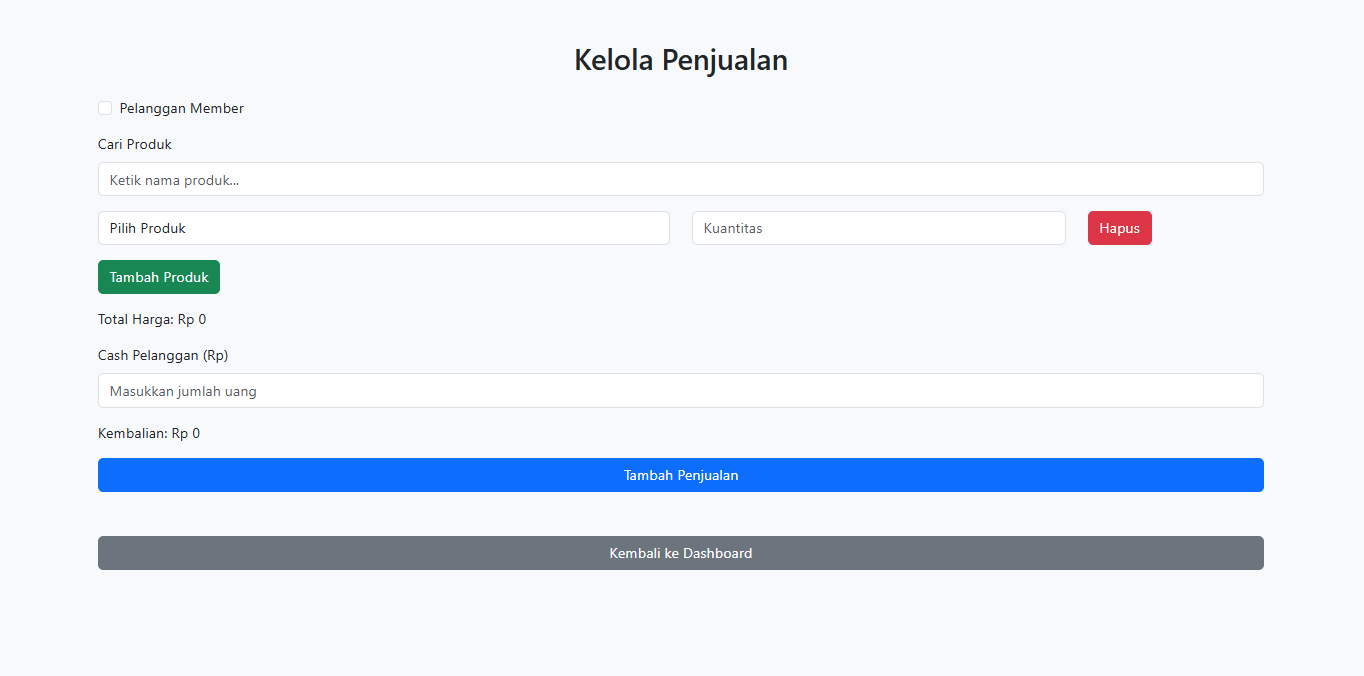 Kelola Penjualan
Pelanggan Member
Cari Produk
Ketik nama produk...
Pilih Produk
Kuantitas
Hapus
Tambah Produk
Total Harga: Rp 0
Cash Pelanggan (Rp)
Masukkan jumlah uang
Kembalian: Rp 0
Tambah Penjualan
Kembali ke Dashboard